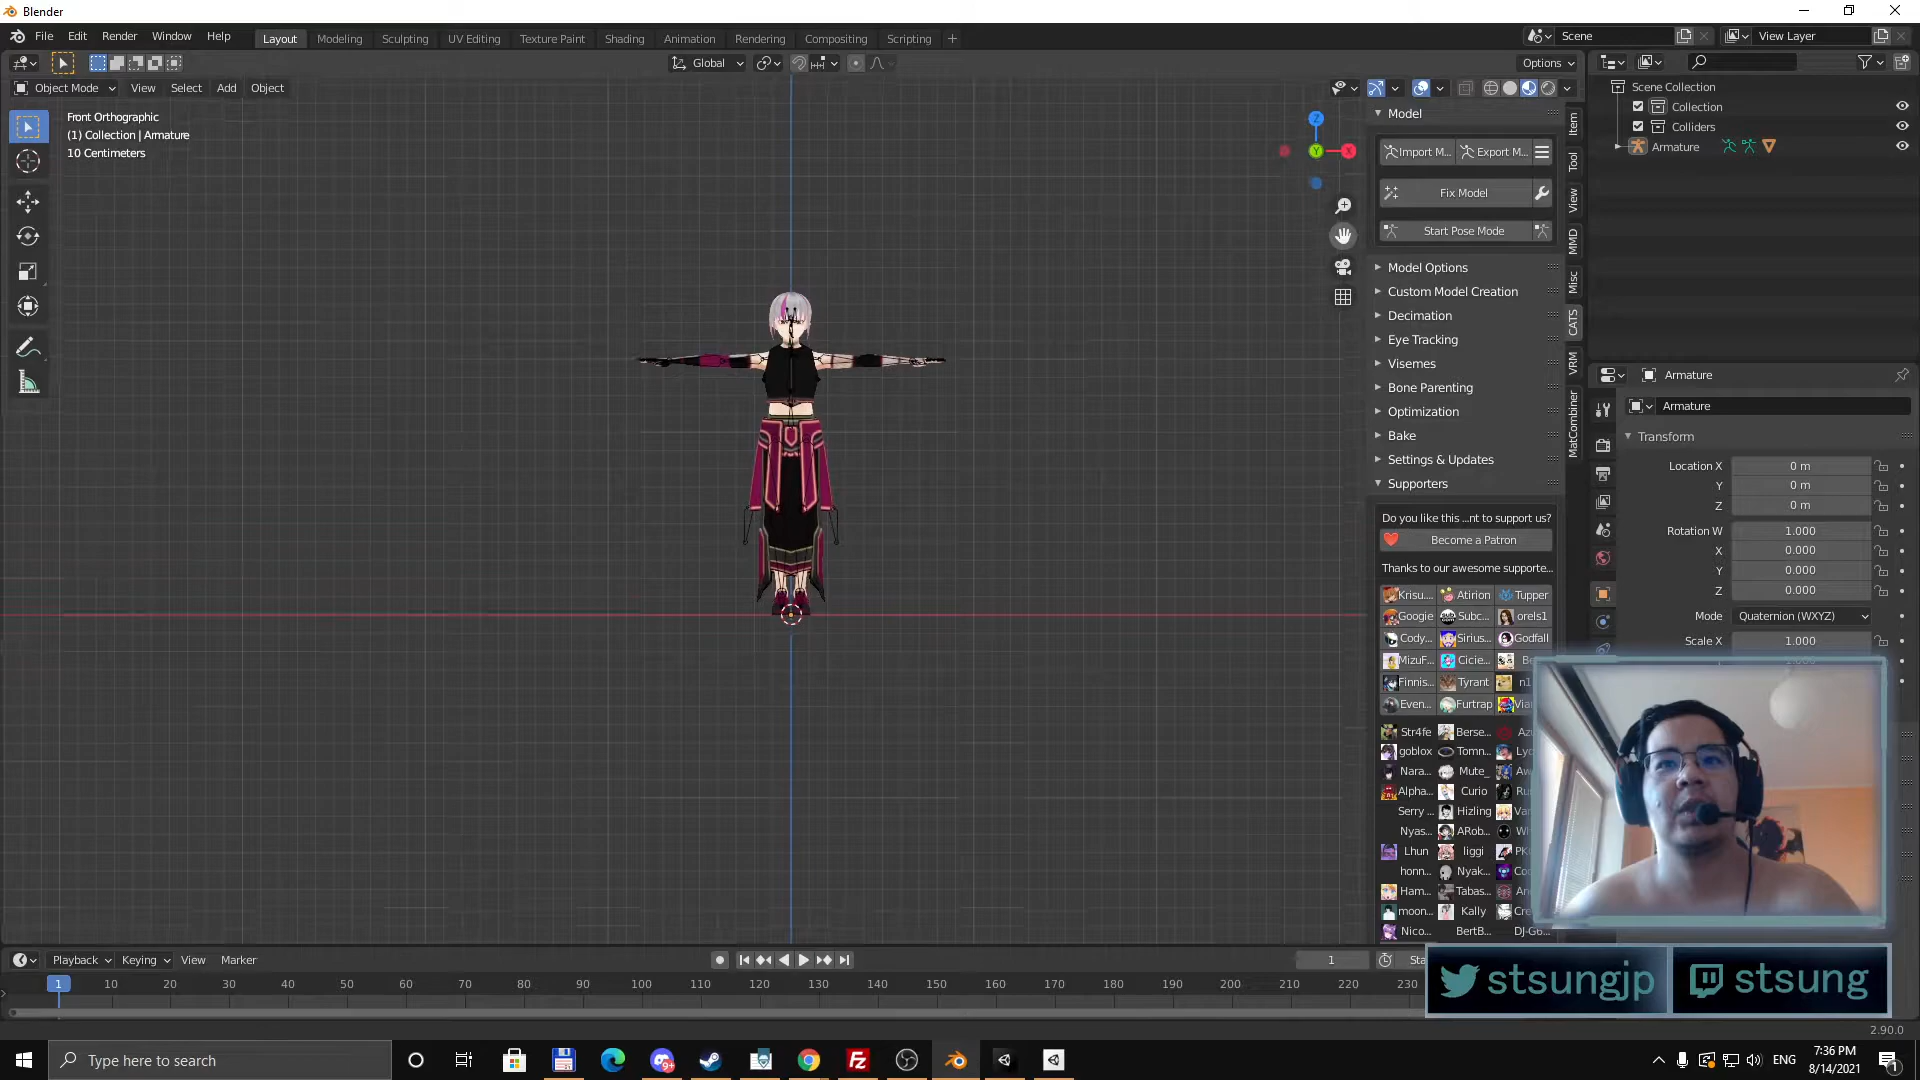 Blender
File Edit Render Window Help
Layout Modeling Sculpting UV Editing Texture Paint Shading Animation Rendering Compositing Scripting +
Scene
View Layer
Global
Options
Object Mode View Select Add Object
Front Orthographic
(1) Collection | Armature
10 Centimeters
Z
Y
X
Model
Import M...
Export M...
Fix Model
Start Pose Mode
Model Options
Custom Model Creation
Decimation
Eye Tracking
Visemes
Bone Parenting
Optimization
Bake
Settings & Updates
Supporters
Do you like this ...nt to support us?
Become a Patron
Thanks to our awesome supporte...
Krisu... Atirion Tupper
Googie Subc... orels1
Cody... Sirius... Godfall
MizuF... Cicie...
Finnis... Tyrant
Even... Furtrap
Str4fe Berse...
goblox Tomn...
Nara... Mute_
Alpha... Curio
Serry ... Hizling
Nyas... ARob...
Lhun liggi
honn... Nyak...
Ham... Tabas...
moon... Kally
Nico... BertB... DJ-G6...
Item
Tool
View
MMD
Misc
CATS
VRM
MatCombiner
Scene Collection
Collection
Colliders
Armature
Armature
Armature
Transform
Location X 0 m
Y 0 m
Z 0 m
Rotation W 1.000
X 0.000
Y 0.000
Z 0.000
Mode Quaternion (WXYZ)
Scale X 1.000
Playback Keying View Marker
1
1 10 20 30 40 50 60 70 80 90 100 110 120 130 140 150 160 170 180 190 200 210 220 230
stsungjp
stsung
2.90.0
Type here to search
9+
ENG
7:36 PM
8/14/2021
1